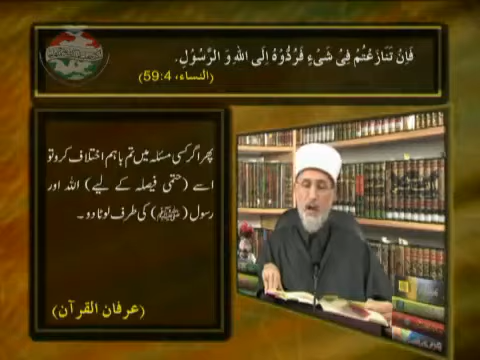 فَاِنْ تَنَازَعْتُمْ فِیْ شَیْءٍ فَرُدُّوْهُ اِلَی اللهِ وَ الرَّسُوْلِ.
(النساء، 59:4)
پھر اگر کسی مسئلہ میں تم باہم اختلاف کرو تو
اسے (حتمی فیصلہ کے لیے) اللہ اور
رسول (ﷺ) کی طرف لوٹا دو۔
(عرفان القرآن)